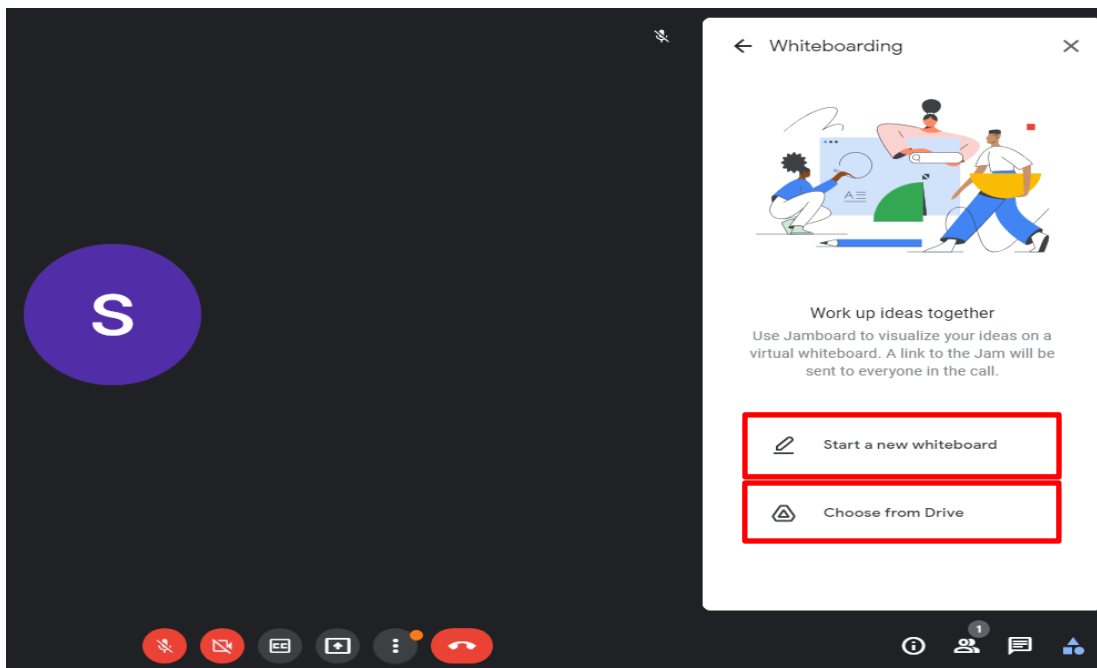 Whiteboarding
A
S
Work up ideas together
Use Jamboard to visualize your ideas on a
virtual whiteboard. A link to the Jam will be
sent to everyone in the call.
Start a new whiteboard
Choose from Drive
CC
1